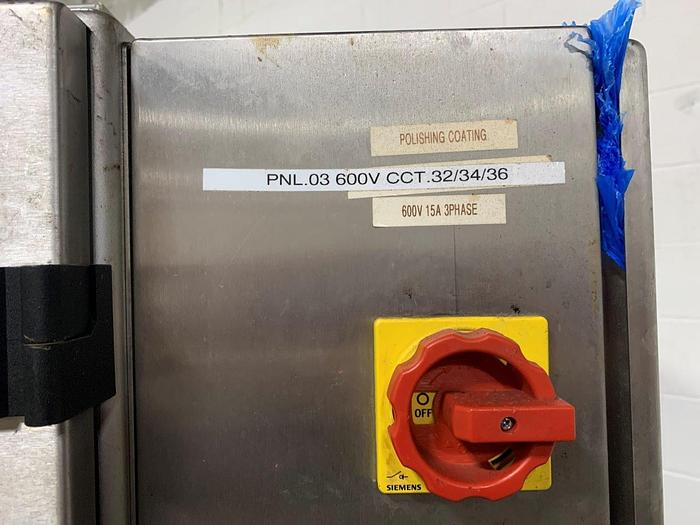 POLISHING COATING
PNL.03 600V CCT.32/34/36
600V 15A 3PHASE
O
OFF
SIEMENS